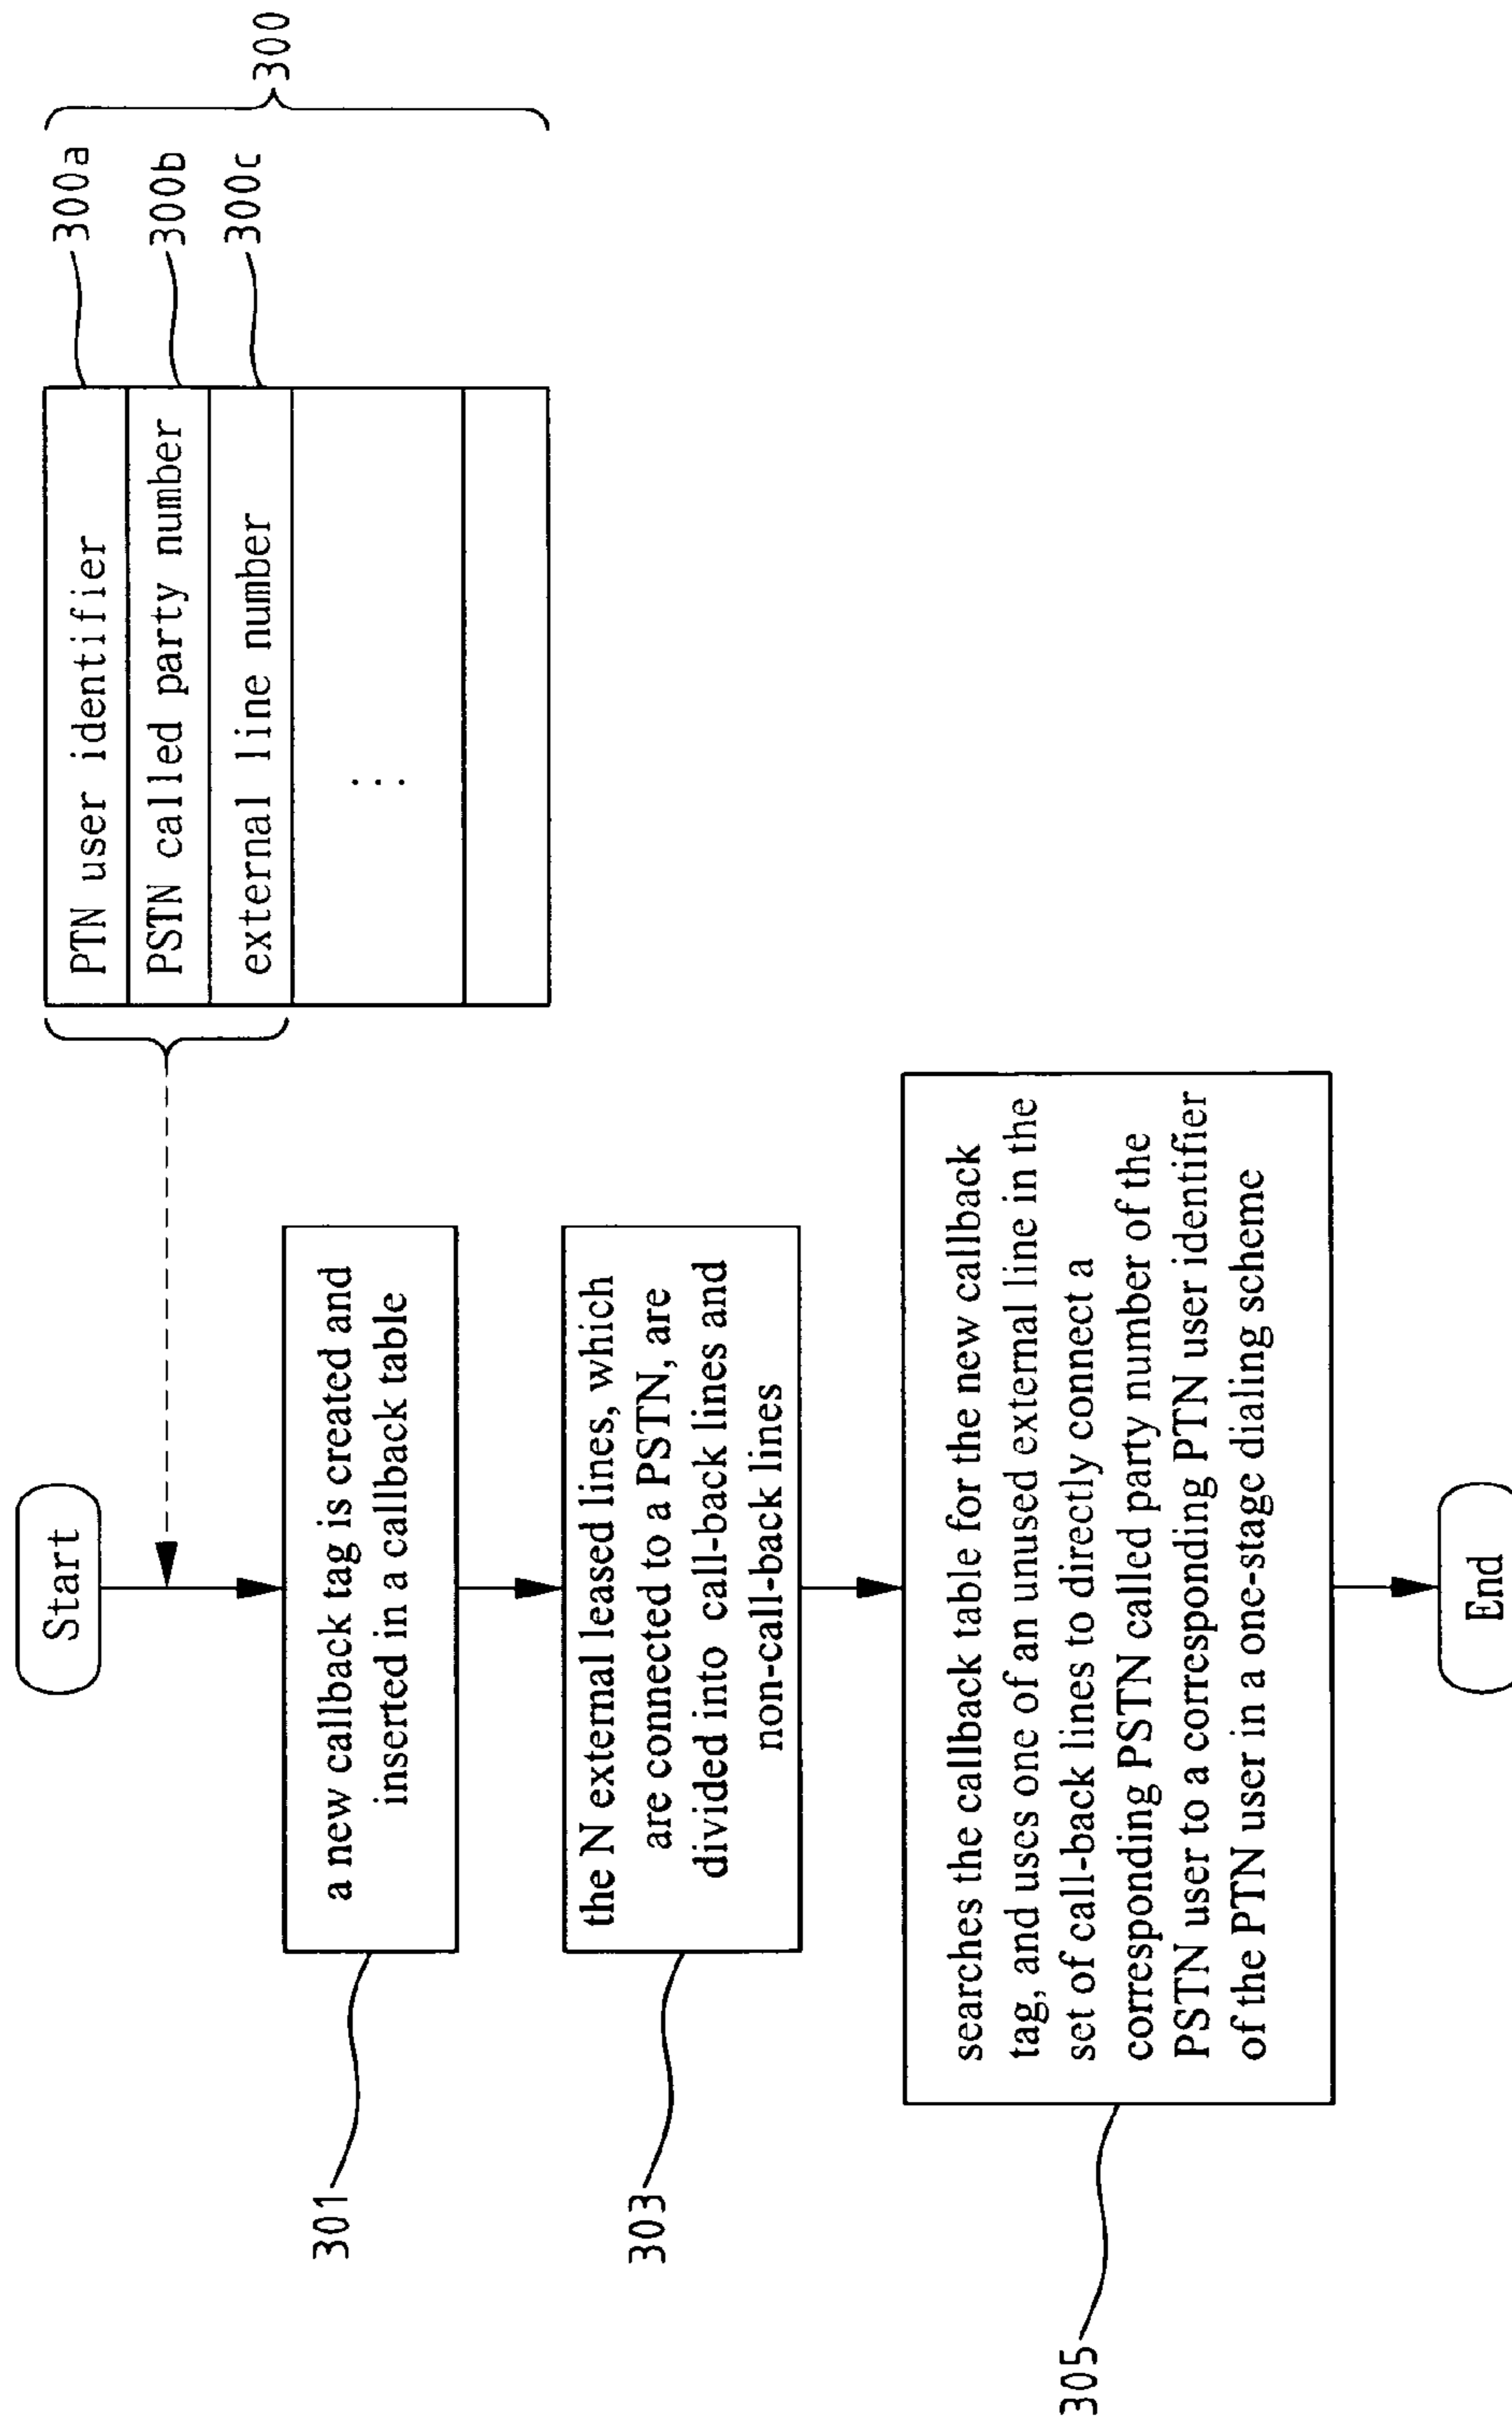 Start
PTN user identifier
PSTN called party number
external line number
...
300a
300b
300c
300
301
a new callback tag is created and
inserted in a callback table
303
the N external leased lines, which
are connected to a PSTN, are
divided into call-back lines and
non-call-back lines
305
searches the callback table for the new callback
tag, and uses one of an unused external line in the
set of call-back lines to directly connect a
corresponding PSTN called party number of the
PSTN user to a corresponding PTN user identifier
of the PTN user in a one-stage dialing scheme
End